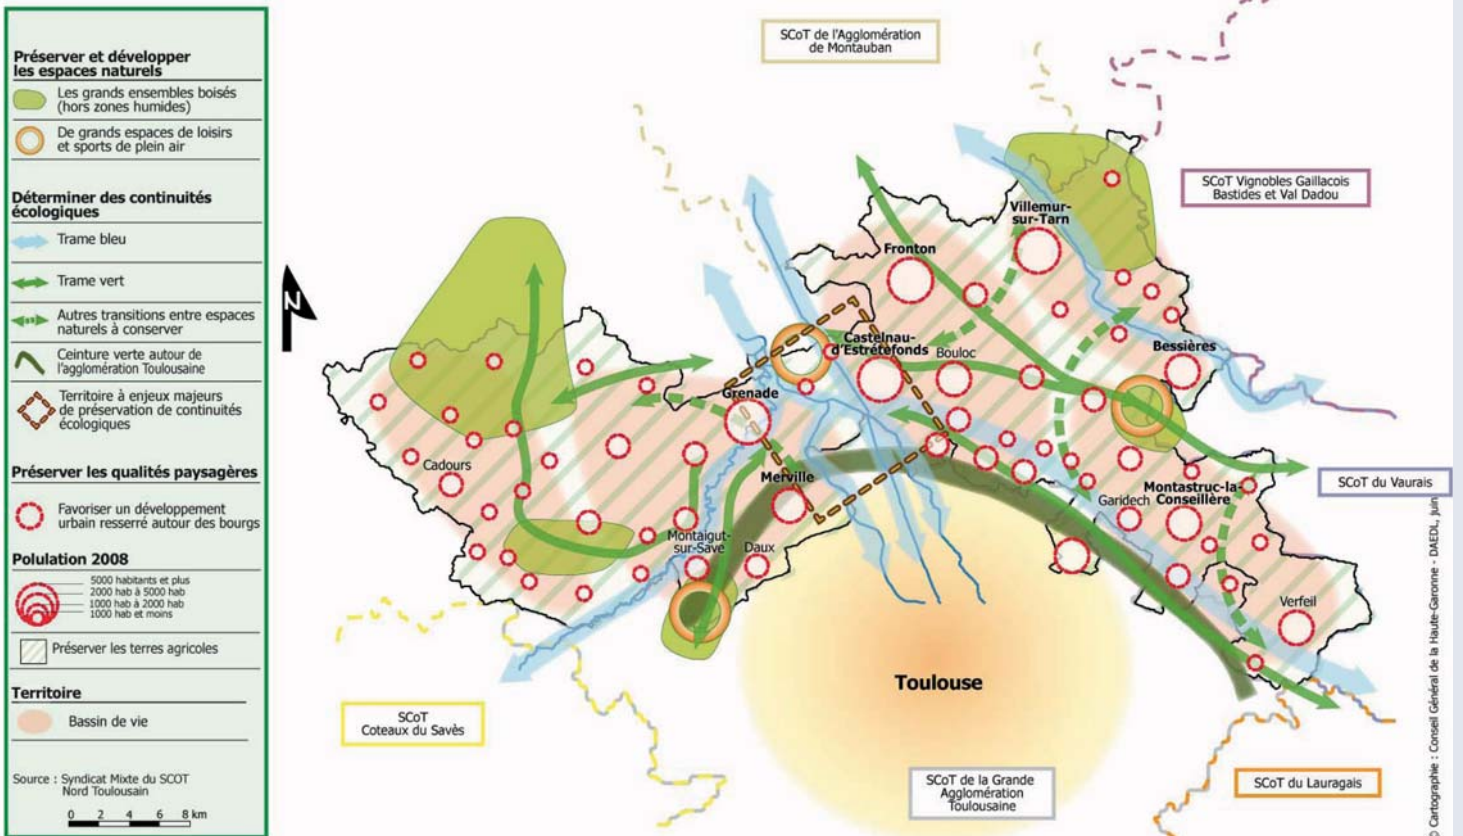 Préserver et développer
les espaces naturels
Les grands ensembles boisés
(hors zones humides)
De grands espaces de loisirs
et sports de plein air
Déterminer des continuités
écologiques
Trame bleu
Trame vert
Autres transitions entre espaces
naturels à conserver
Ceinture verte autour de
l'agglomération Toulousaine
Territoire à enjeux majeurs
de préservation de continuités
écologiques
Préserver les qualités paysagères
Favoriser un développement
urbain resserré autour des bourgs
Polulation 2008
5000 habitants et plus
2000 hab à 5000 hab
1000 hab à 2000 hab
1000 hab et moins
Préserver les terres agricoles
Territoire
Bassin de vie
Source : Syndicat Mixte du SCOT
Nord Toulousain
0 2 4 6 8 km
N
SCoT de l'Agglomération
de Montauban
SCoT Vignobles Gaillacois
Bastides et Val Dadou
Villemur-
sur-Tarn
Fronton
Castelnau-
d'Estrétefonds
Bouloc
Bessières
Grenade
Cadours
Merville
SCoT du Vaurais
Montastruc-la-
Conseillère
Garidech
Montaigut-
sur-Save
Daux
Verfeil
Toulouse
SCoT
Coteaux du Savès
SCoT de la Grande
Agglomération
Toulousaine
SCoT du Lauragais
Cartographie : Conseil Général de la Haute-Garonne - DAEDL, juin